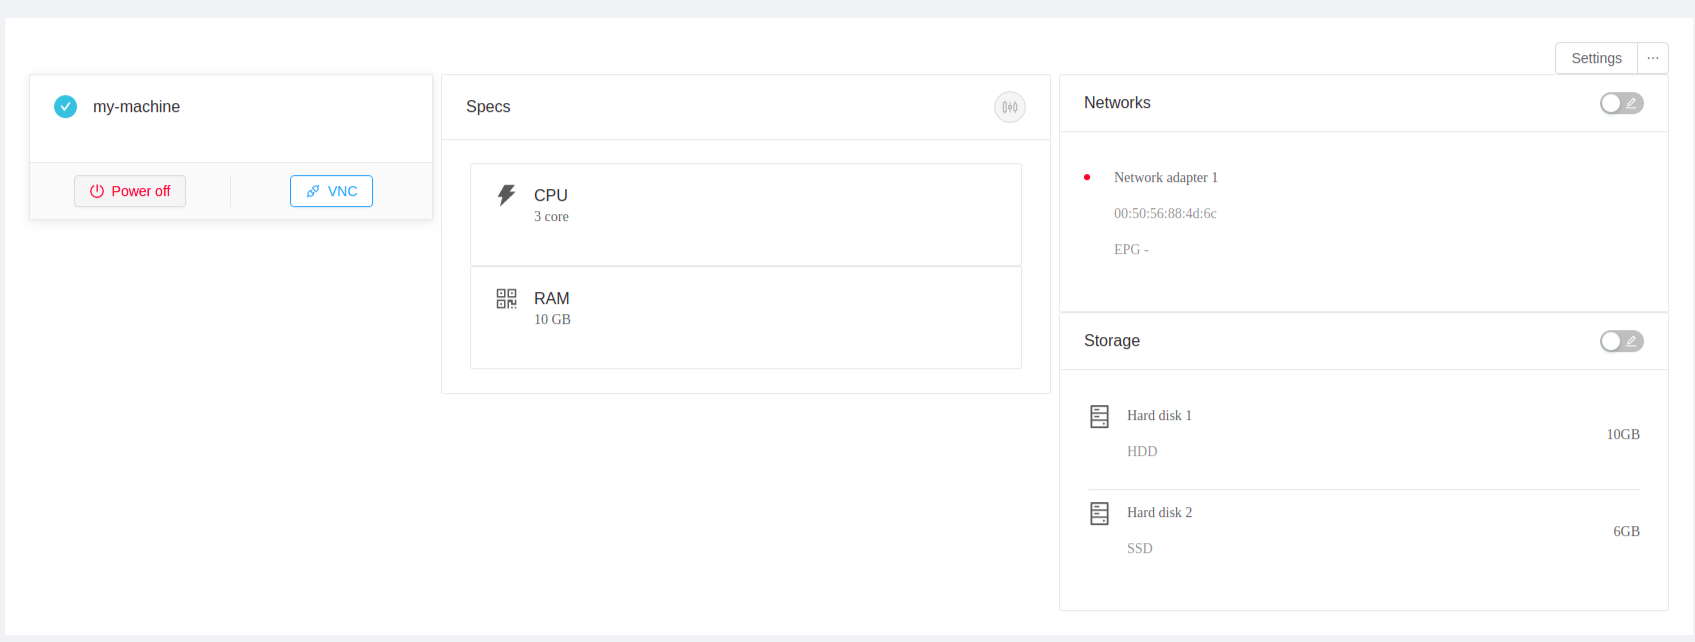 Settings
my-machine
Power off
VNC
Specs
CPU
3 core
RAM
10 GB
Networks
Network adapter 1
00:50:56:88:4d:6c
EPG -
Storage
Hard disk 1
HDD
10GB
Hard disk 2
SSD
6GB